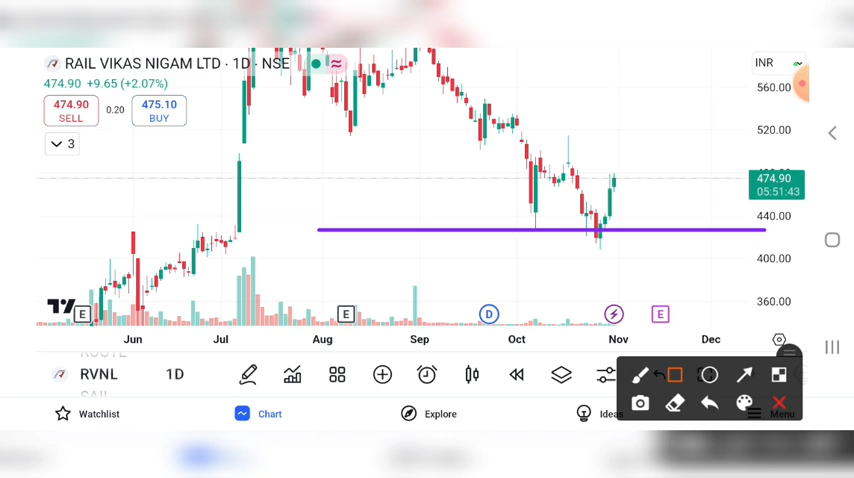 RAIL VIKAS NIGAM LTD · 1D · NSE
INR
474.90 +9.65 (+2.07%)
560.00
474.90
SELL
0.20
475.10
BUY
520.00
3
474.90
05:51:43
440.00
400.00
360.00
E
E
D
E
Jun
Jul
Aug
Sep
Oct
Nov
Dec
RVNL
1D
Watchlist
Chart
Explore
Ideas
Menu